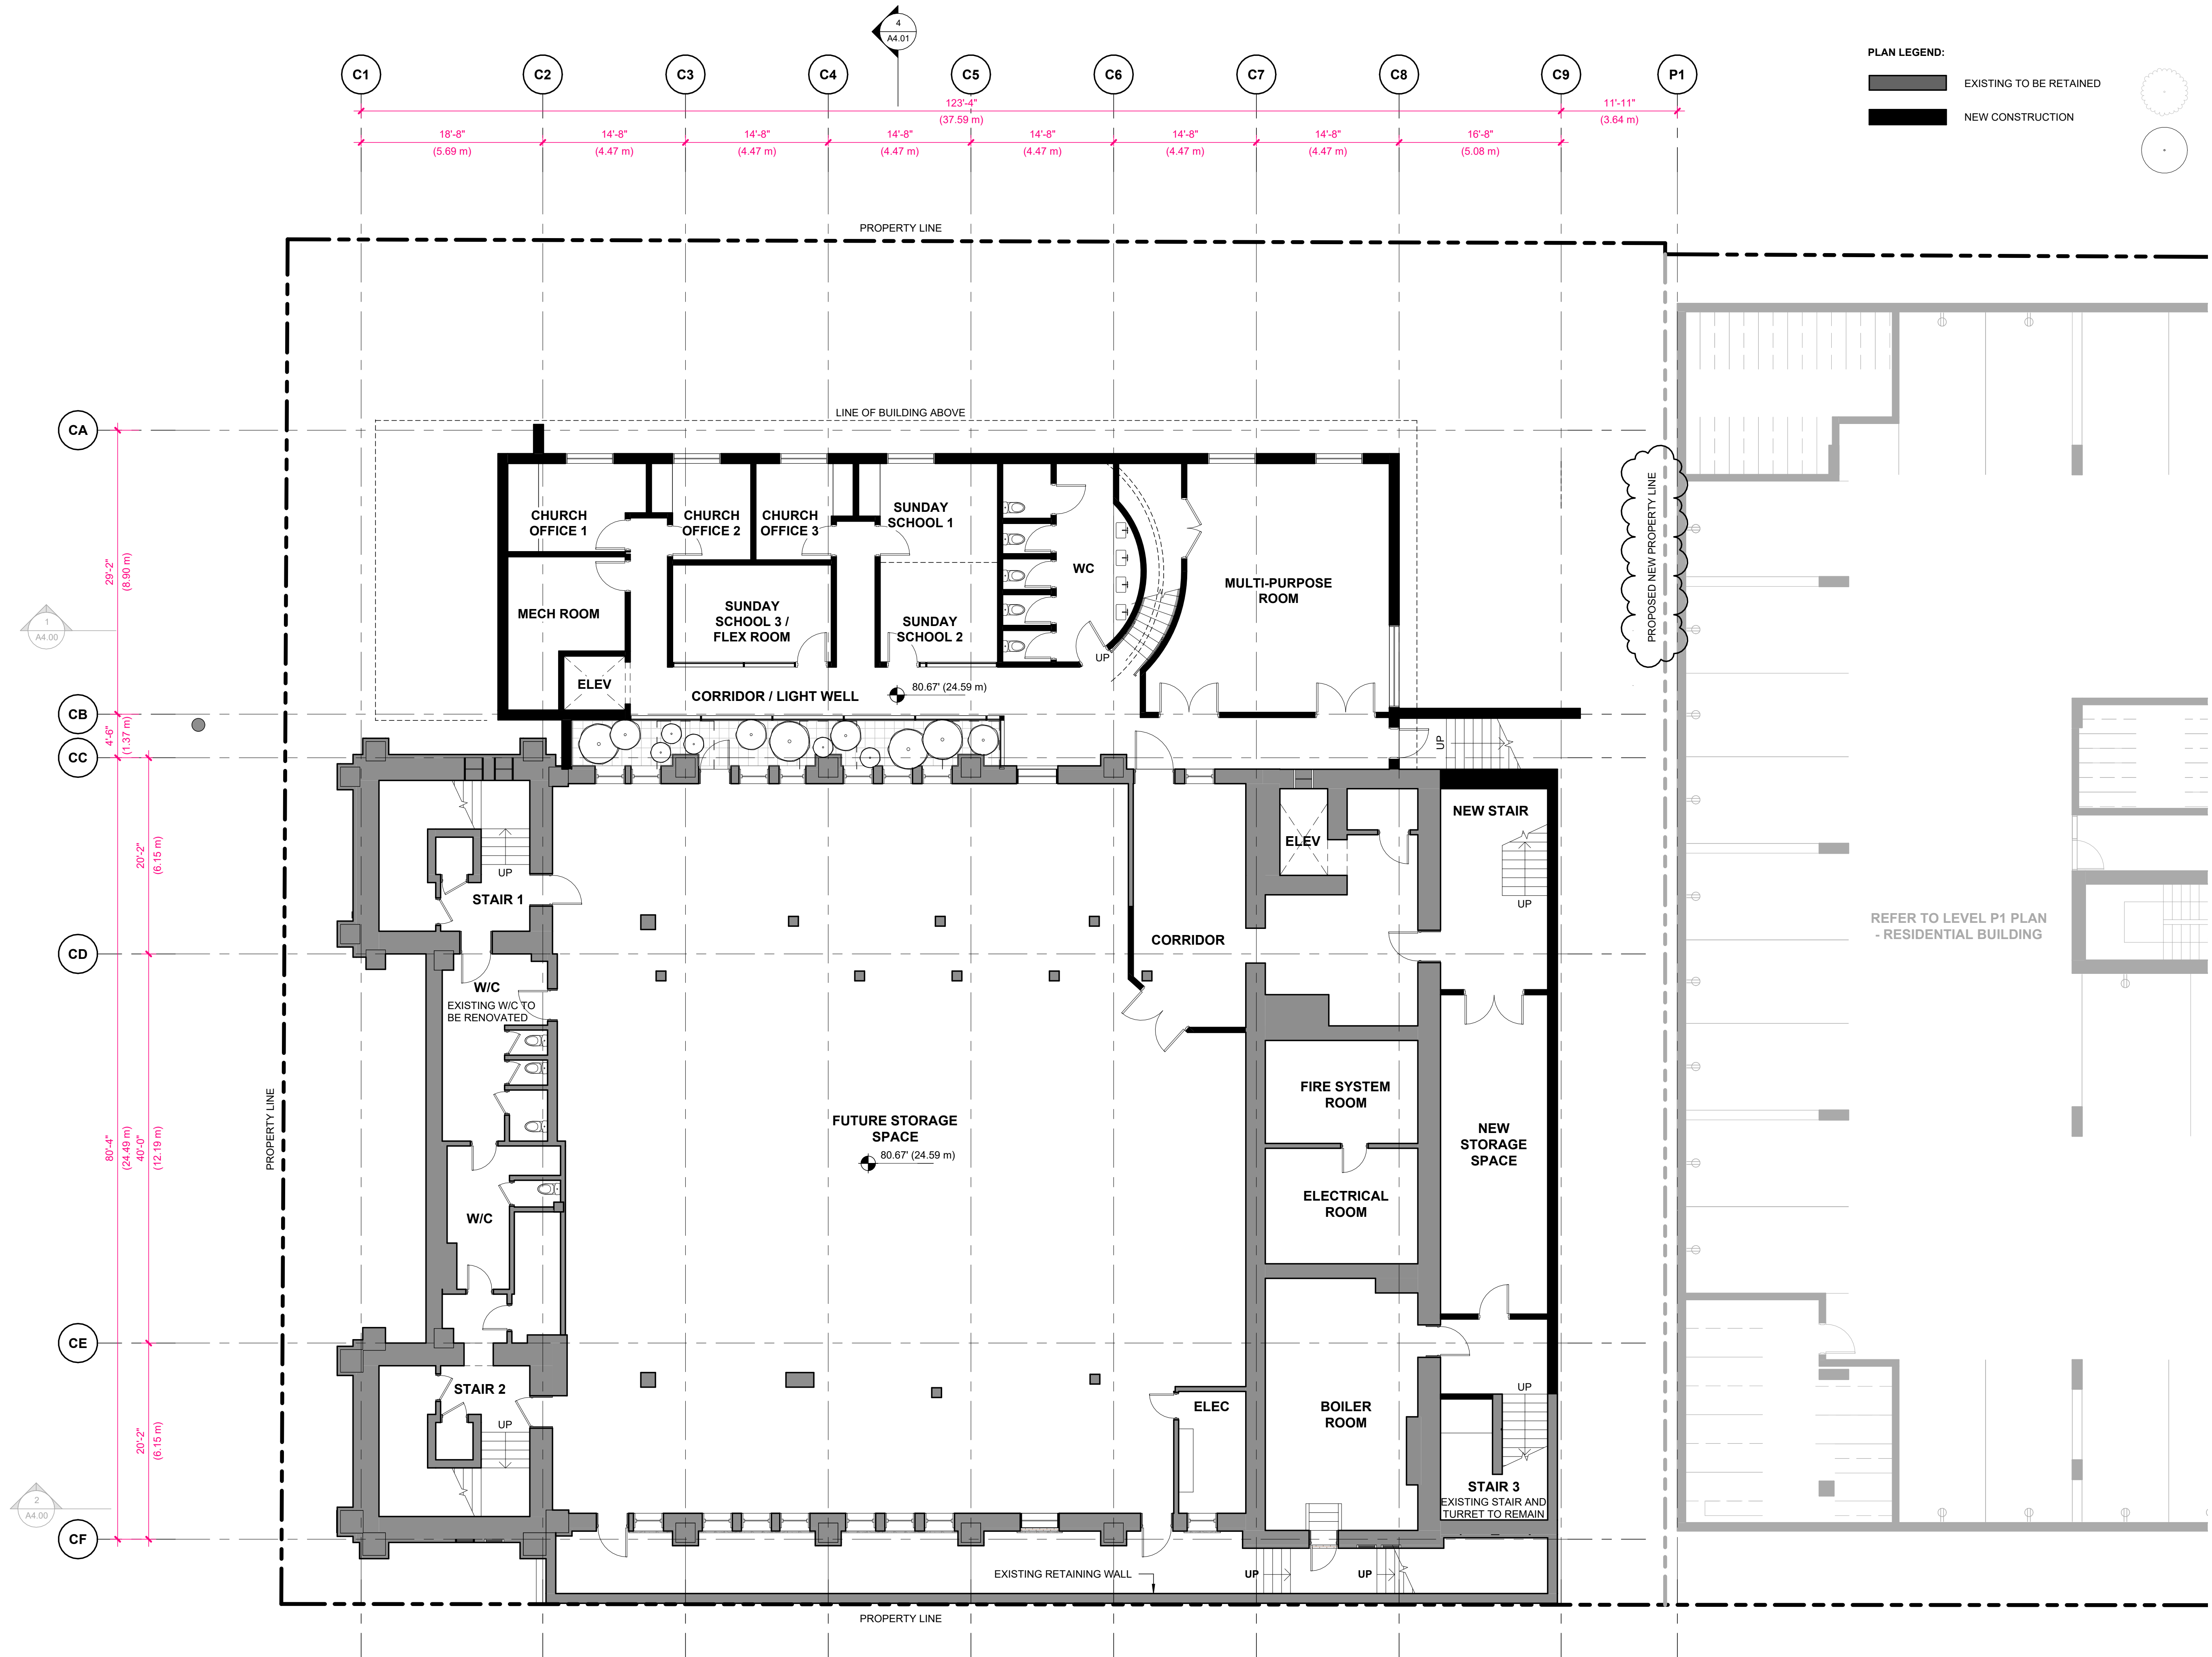 4
A4.01
C1
C2
C3
C4
C5
C6
C7
C8
C9
P1
PLAN LEGEND:
EXISTING TO BE RETAINED
NEW CONSTRUCTION
123'-4"
(37.59 m)
11'-11"
(3.64 m)
18'-8"
(5.69 m)
14'-8"
(4.47 m)
14'-8"
(4.47 m)
14'-8"
(4.47 m)
14'-8"
(4.47 m)
14'-8"
(4.47 m)
14'-8"
(4.47 m)
16'-8"
(5.08 m)
PROPERTY LINE
LINE OF BUILDING ABOVE
CA
29'-2"
(8.90 m)
CB
4'-6"
(1.37 m)
CC
20'-2"
(6.15 m)
CD
80'-4"
(24.49 m)
40'-0"
(12.19 m)
CE
20'-2"
(6.15 m)
CF
1
A4.00
2
A4.00
PROPERTY LINE
CHURCH
OFFICE 1
CHURCH
OFFICE 2
CHURCH
OFFICE 3
SUNDAY
SCHOOL 1
WC
MULTI-PURPOSE
ROOM
MECH ROOM
SUNDAY
SCHOOL 3 /
FLEX ROOM
SUNDAY
SCHOOL 2
UP
ELEV
CORRIDOR / LIGHT WELL
80.67' (24.59 m)
UP
PROPOSED NEW PROPERTY LINE
NEW STAIR
ELEV
UP
UP
STAIR 1
CORRIDOR
W/C
EXISTING W/C TO
BE RENOVATED
REFER TO LEVEL P1 PLAN
- RESIDENTIAL BUILDING
FIRE SYSTEM
ROOM
FUTURE STORAGE
SPACE
80.67' (24.59 m)
NEW
STORAGE
SPACE
ELECTRICAL
ROOM
W/C
STAIR 2
UP
ELEC
BOILER
ROOM
UP
STAIR 3
EXISTING STAIR AND
TURRET TO REMAIN
EXISTING RETAINING WALL
UP
UP
PROPERTY LINE